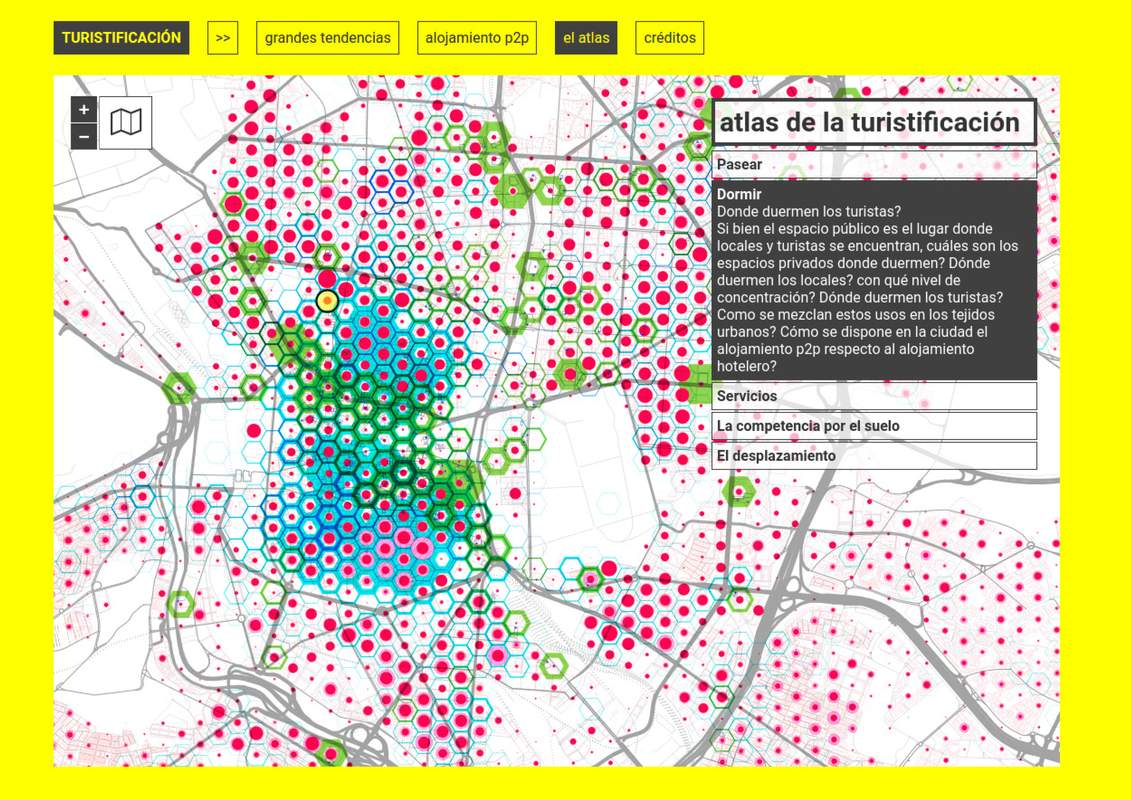 TURISTIFICACIÓN
>>
grandes tendencias
alojamiento p2p
el atlas
créditos
+
−
atlas de la turistificación
Pasear
Dormir
Donde duermen los turistas?
Si bien el espacio público es el lugar donde
locales y turistas se encuentran, cuáles son los
espacios privados donde duermen? Dónde
duermen los locales? con qué nivel de
concentración? Dónde duermen los turistas?
Como se mezclan estos usos en los tejidos
urbanos? Cómo se dispone en la ciudad el
alojamiento p2p respecto al alojamiento
hotelero?
Servicios
La competencia por el suelo
El desplazamiento